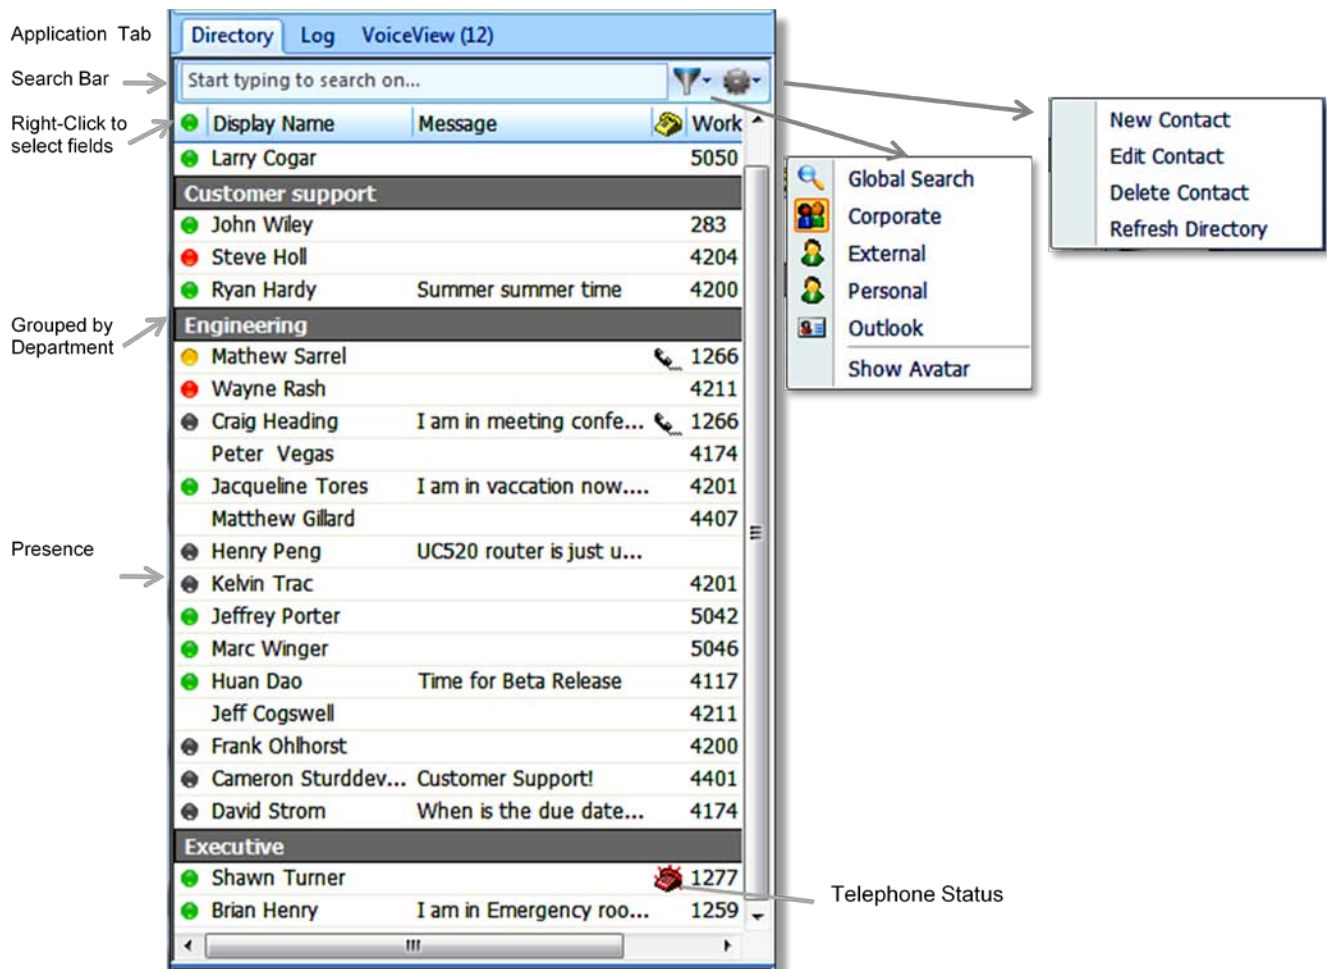 Application Tab
Directory Log VoiceView (12)
Search Bar
Start typing to search on...
Right-Click to
select fields
Display Name Message Work
Larry Cogar 5050
Customer support
John Wiley 283
Steve Holl 4204
Ryan Hardy Summer summer time 4200
Grouped by
Department
Engineering
Mathew Sarrel 1266
Wayne Rash 4211
Craig Heading I am in meeting confe... 1266
Peter Vegas 4174
Jacqueline Tores I am in vaccation now.... 4201
Matthew Gillard 4407
Presence
Henry Peng UC520 router is just u...
Kelvin Trac 4201
Jeffrey Porter 5042
Marc Winger 5046
Huan Dao Time for Beta Release 4117
Jeff Cogswell 4211
Frank Ohlhorst 4200
Cameron Sturddev... Customer Support! 4401
David Strom When is the due date... 4174
Executive
Shawn Turner 1277
Brian Henry I am in Emergency roo... 1259
Telephone Status
Global Search
Corporate
External
Personal
Outlook
Show Avatar
New Contact
Edit Contact
Delete Contact
Refresh Directory